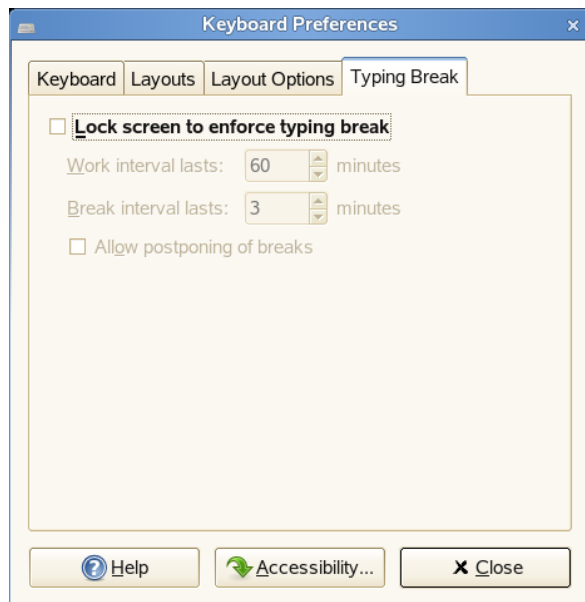 Keyboard Preferences
Keyboard Layouts Layout Options Typing Break
Lock screen to enforce typing break
Work interval lasts: 60 minutes
Break interval lasts: 3 minutes
Allow postponing of breaks
Help Accessibility... Close